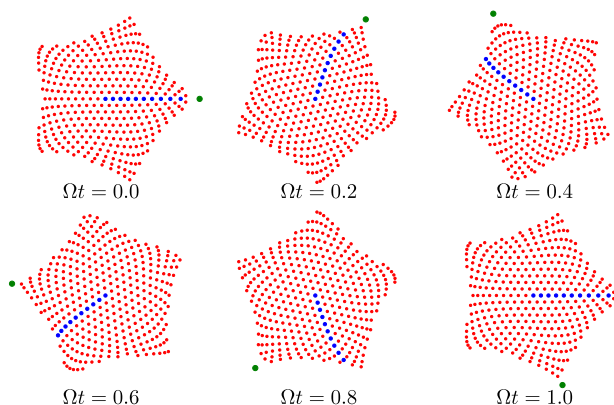 Ωt = 0.0
Ωt = 0.2
Ωt = 0.4
Ωt = 0.6
Ωt = 0.8
Ωt = 1.0